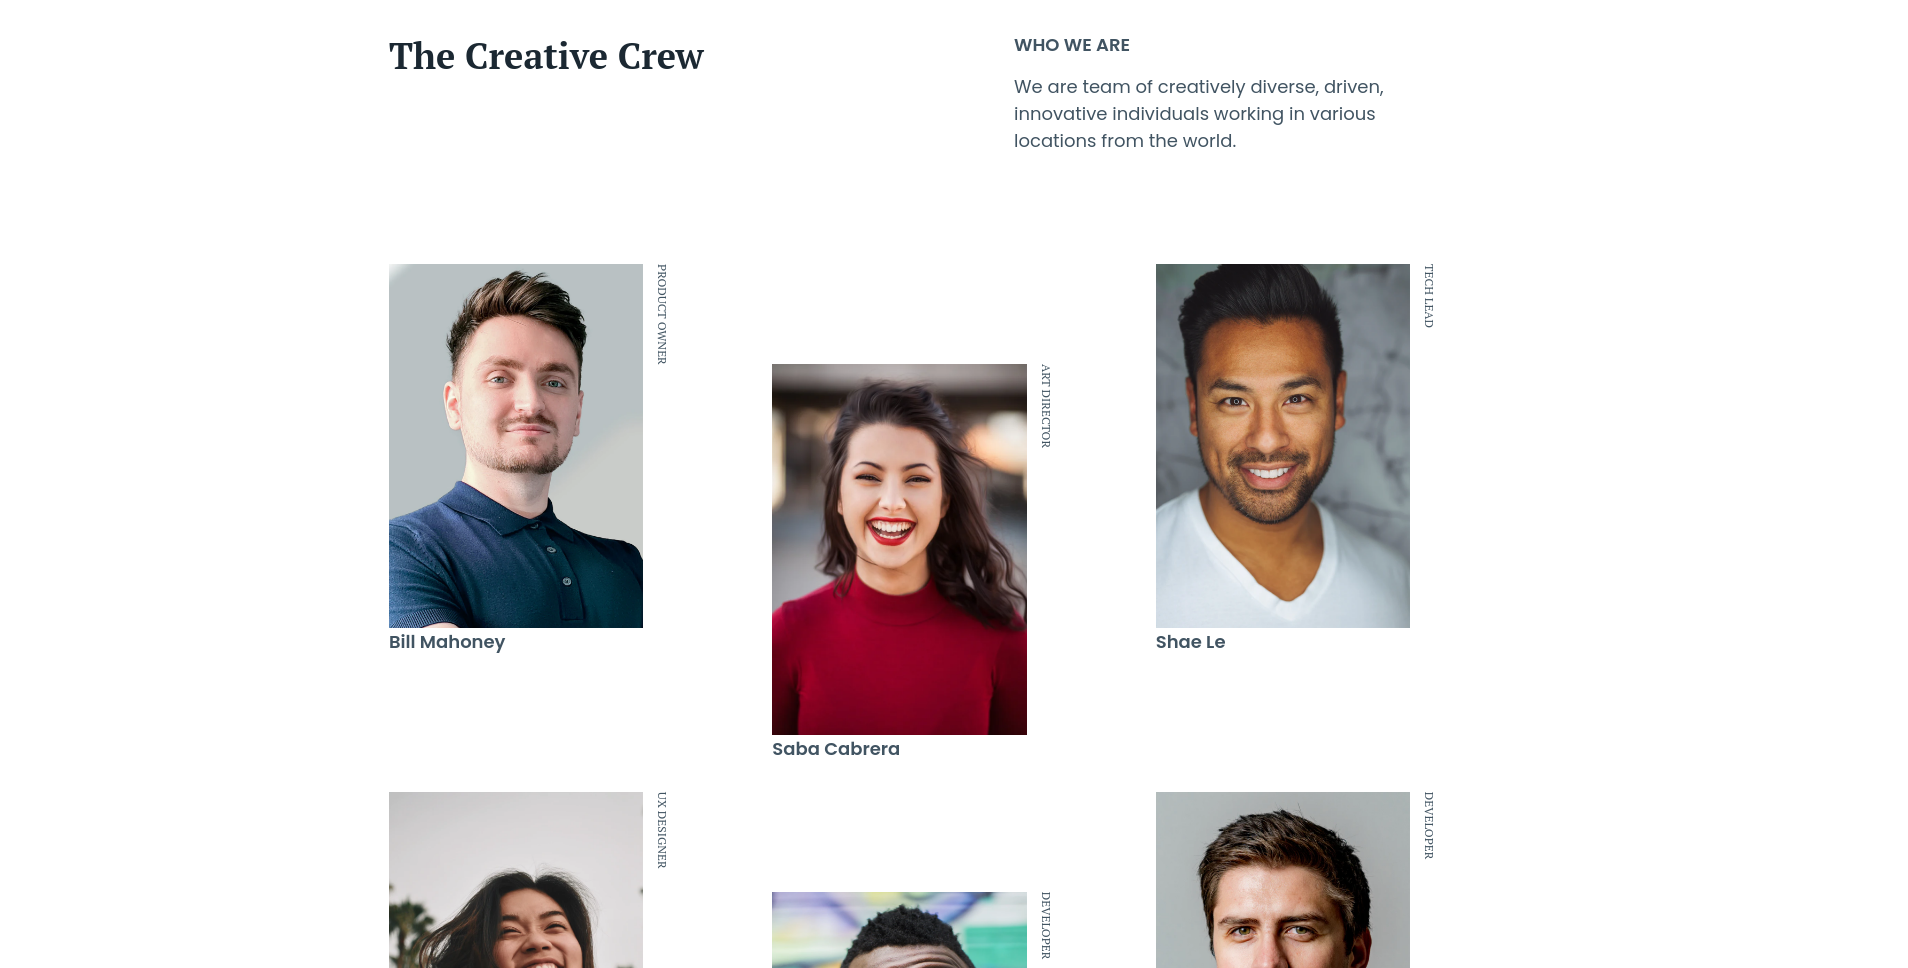 The Creative Crew
WHO WE ARE
We are team of creatively diverse, driven,
innovative individuals working in various
locations from the world.
PRODUCT OWNER
Bill Mahoney
ART DIRECTOR
Saba Cabrera
TECH LEAD
Shae Le
UX DESIGNER
DEVELOPER
DEVELOPER